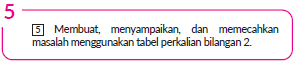 5
5 Membuat, menyampaikan, dan memecahkan
masalah menggunakan tabel perkalian bilangan 2.